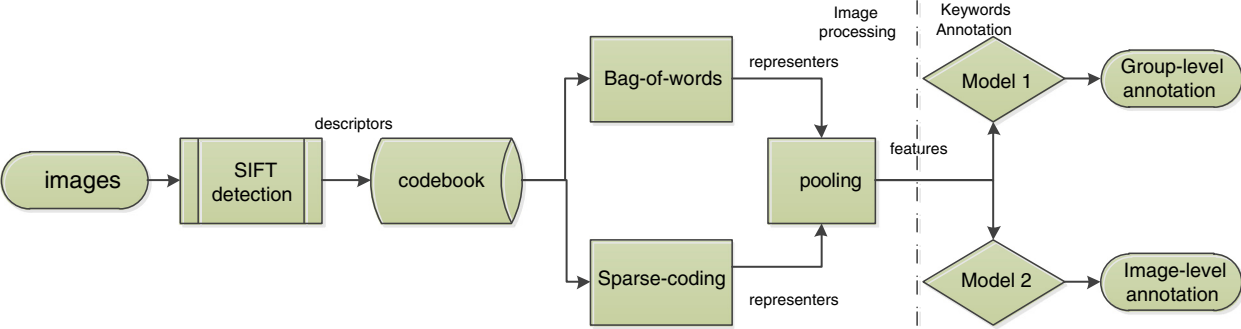 images
SIFT
detection
descriptors
codebook
Bag-of-words
representers
Sparse-coding
representers
pooling
Image
processing
features
Keywords
Annotation
Model 1
Group-level
annotation
Model 2
Image-level
annotation